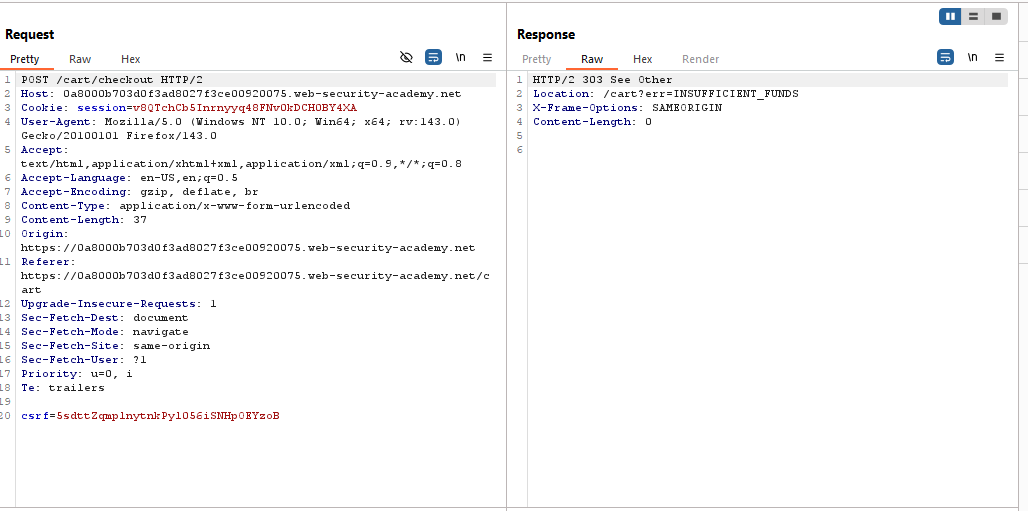 Request
Pretty Raw Hex \n
1 POST /cart/checkout HTTP/2
2 Host: 0a8000b703d0f3ad8027f3ce00920075.web-security-academy.net
3 Cookie: session=v8QTchCb5Inrnyyq48FNv0kDCH0BY4XA
4 User-Agent: Mozilla/5.0 (Windows NT 10.0; Win64; x64; rv:143.0)
Gecko/20100101 Firefox/143.0
5 Accept:
text/html,application/xhtml+xml,application/xml;q=0.9,*/*;q=0.8
6 Accept-Language: en-US,en;q=0.5
7 Accept-Encoding: gzip, deflate, br
8 Content-Type: application/x-www-form-urlencoded
9 Content-Length: 37
10 Origin:
https://0a8000b703d0f3ad8027f3ce00920075.web-security-academy.net
11 Referer:
https://0a8000b703d0f3ad8027f3ce00920075.web-security-academy.net/c
art
12 Upgrade-Insecure-Requests: 1
13 Sec-Fetch-Dest: document
14 Sec-Fetch-Mode: navigate
15 Sec-Fetch-Site: same-origin
16 Sec-Fetch-User: ?1
17 Priority: u=0, i
18 Te: trailers
19
20 csrf=5sdttZqmplnytnkPyl056iSNHp0EYzoB
Response
Pretty Raw Hex Render \n
1 HTTP/2 303 See Other
2 Location: /cart?err=INSUFFICIENT_FUNDS
3 X-Frame-Options: SAMEORIGIN
4 Content-Length: 0
5
6